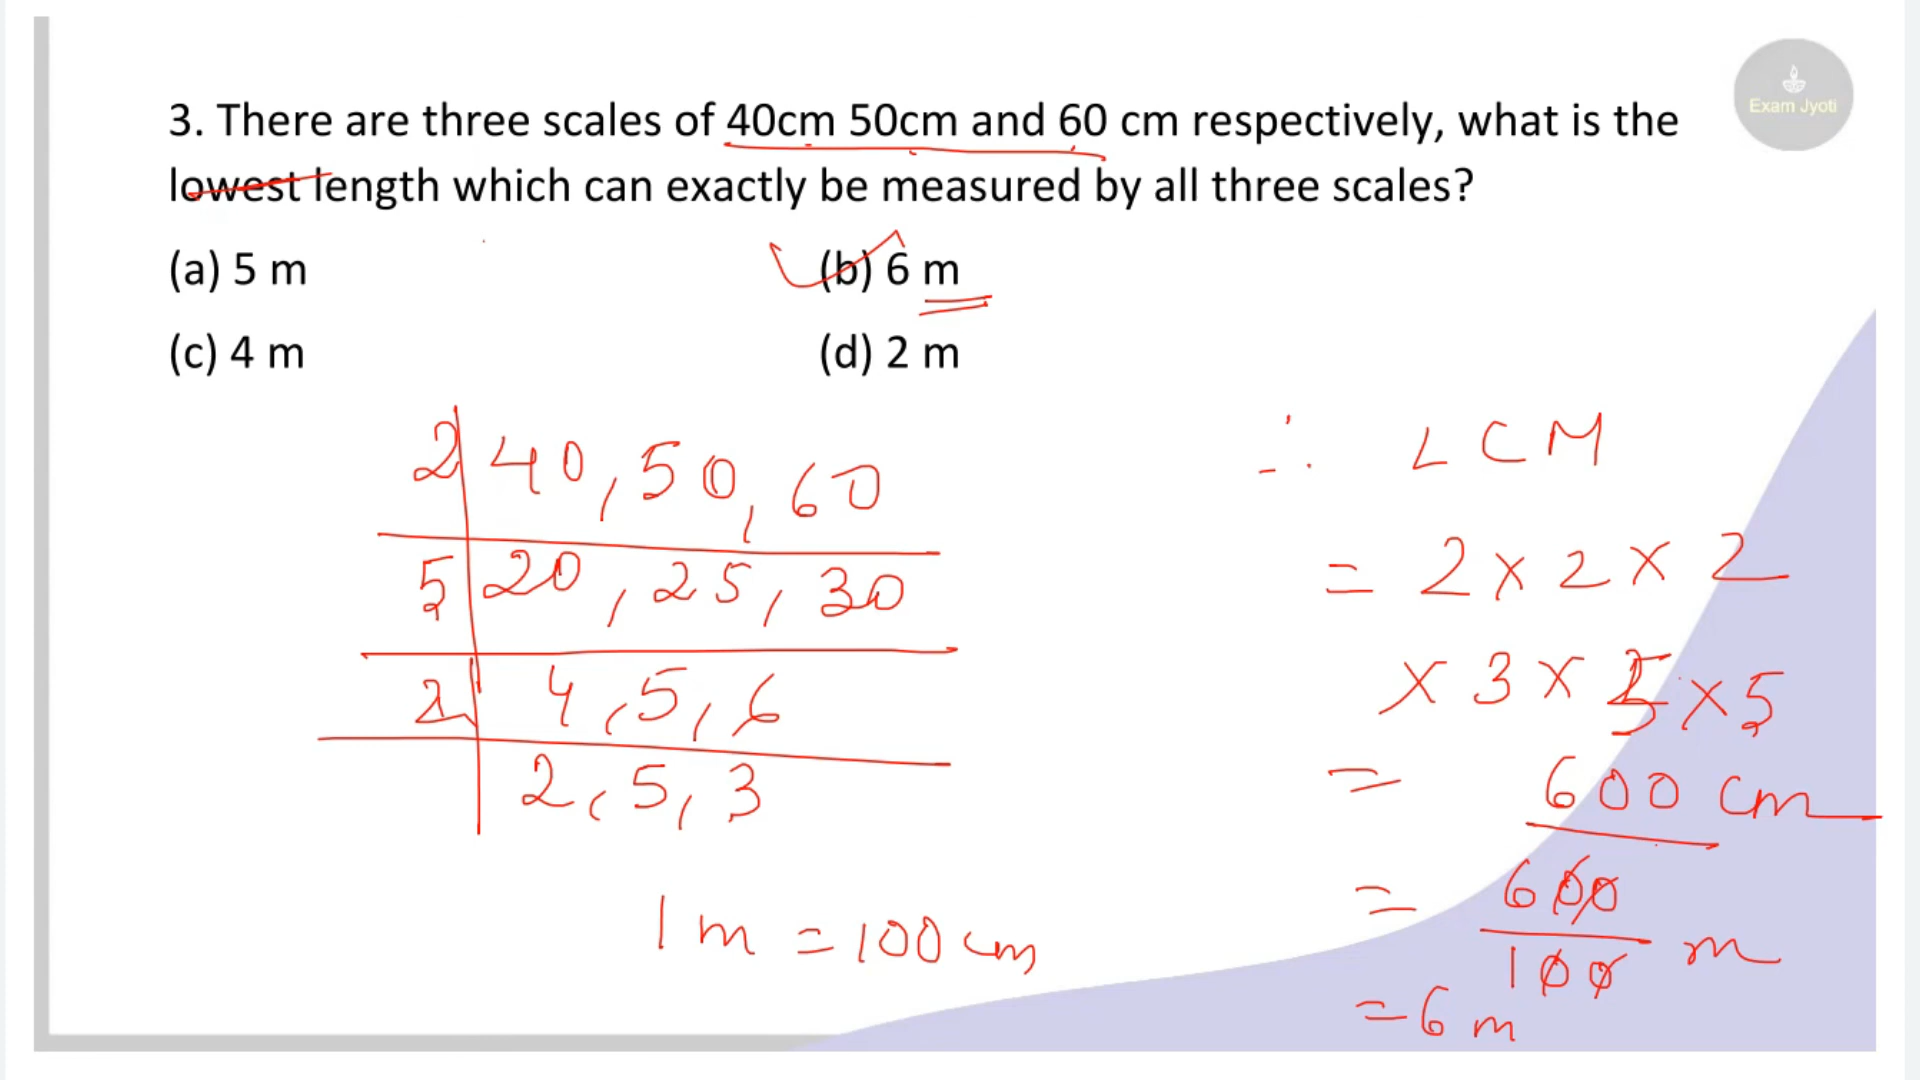 Exam Jyoti
3. There are three scales of 40cm 50cm and 60 cm respectively, what is the
lowest length which can exactly be measured by all three scales?
(a) 5 m
(b) 6 m
(c) 4 m
(d) 2 m
2 40, 50, 60
5 20, 25, 30
2 4, 5, 6
2, 5, 3
1 m = 100 cm
∴ LCM
= 2 × 2 × 2
× 3 × 5 × 5
= 600 cm
= 600
100 m
= 6 m